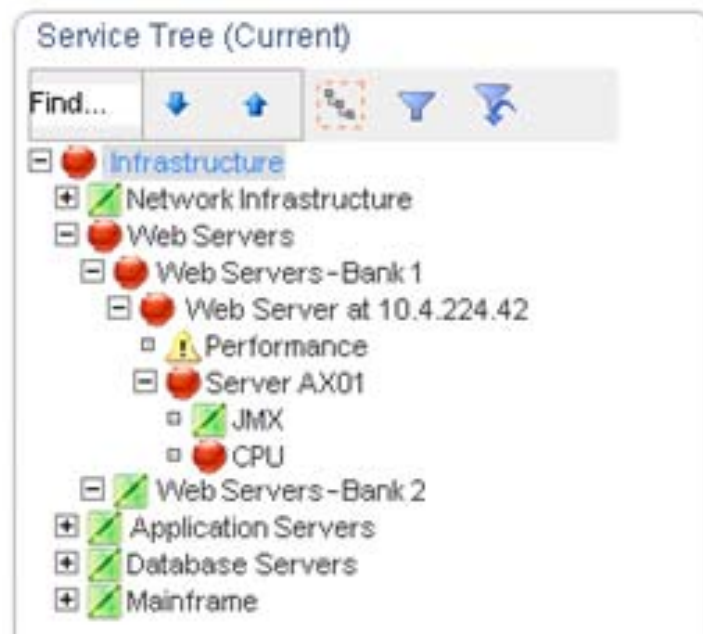 Service Tree (Current)
Find...
Infrastructure
Network Infrastructure
Web Servers
Web Servers-Bank 1
Web Server at 10.4.224.42
Performance
Server AX01
JMX
CPU
Web Servers-Bank 2
Application Servers
Database Servers
Mainframe